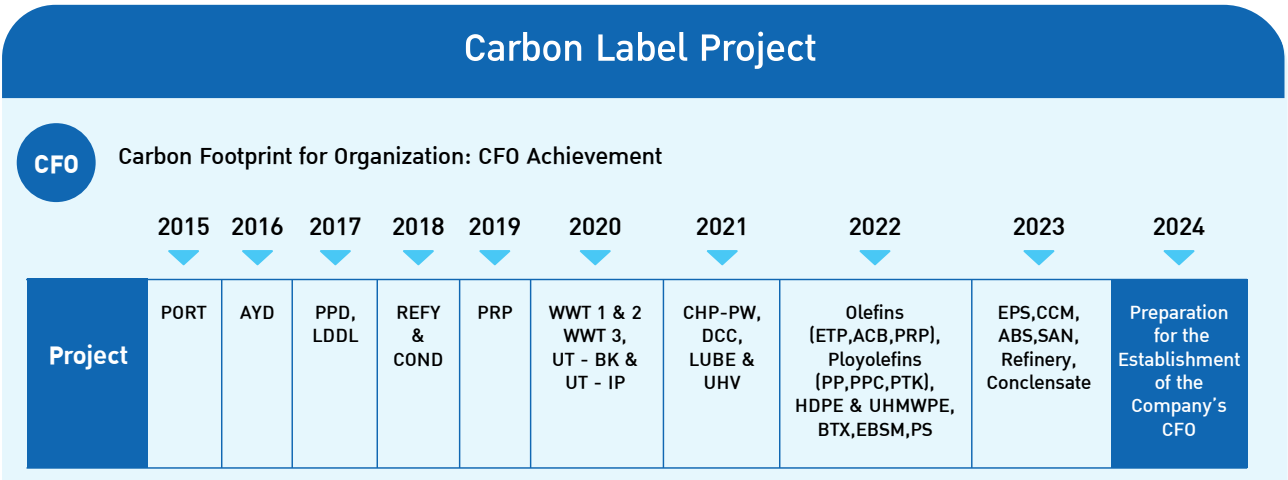 Carbon Label Project
CFO
Carbon Footprint for Organization: CFO Achievement
2015
2016
2017
2018
2019
2020
2021
2022
2023
2024
Project
PORT
AYD
PPD,
LDDL
REFY
&
COND
PRP
WWT 1 & 2
WWT 3,
UT - BK &
UT - IP
CHP-PW,
DCC,
LUBE &
UHV
Olefins
(ETP,ACB,PRP),
Ployolefins
(PP,PPC,PTK),
HDPE & UHMWPE,
BTX,EBSM,PS
EPS,CCM,
ABS,SAN,
Refinery,
Conclensate
Preparation
for the
Establishment
of the
Company's
CFO